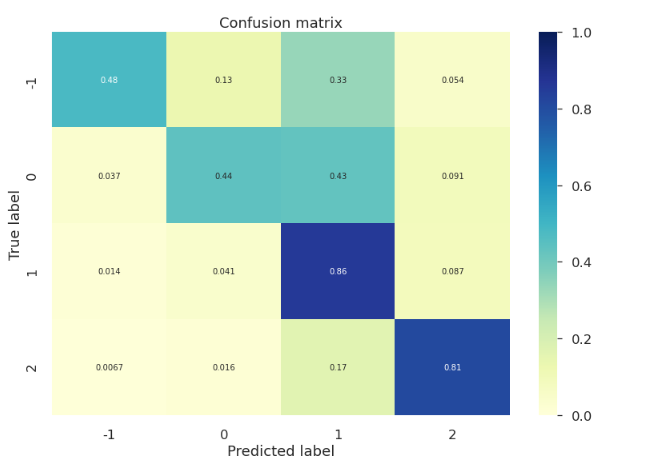 Confusion matrix
True label
-1 0.48 0.13 0.33 0.054
0 0.037 0.44 0.43 0.091
1 0.014 0.041 0.86 0.087
2 0.0067 0.016 0.17 0.81
-1 0 1 2
Predicted label
1.0
0.8
0.6
0.4
0.2
0.0